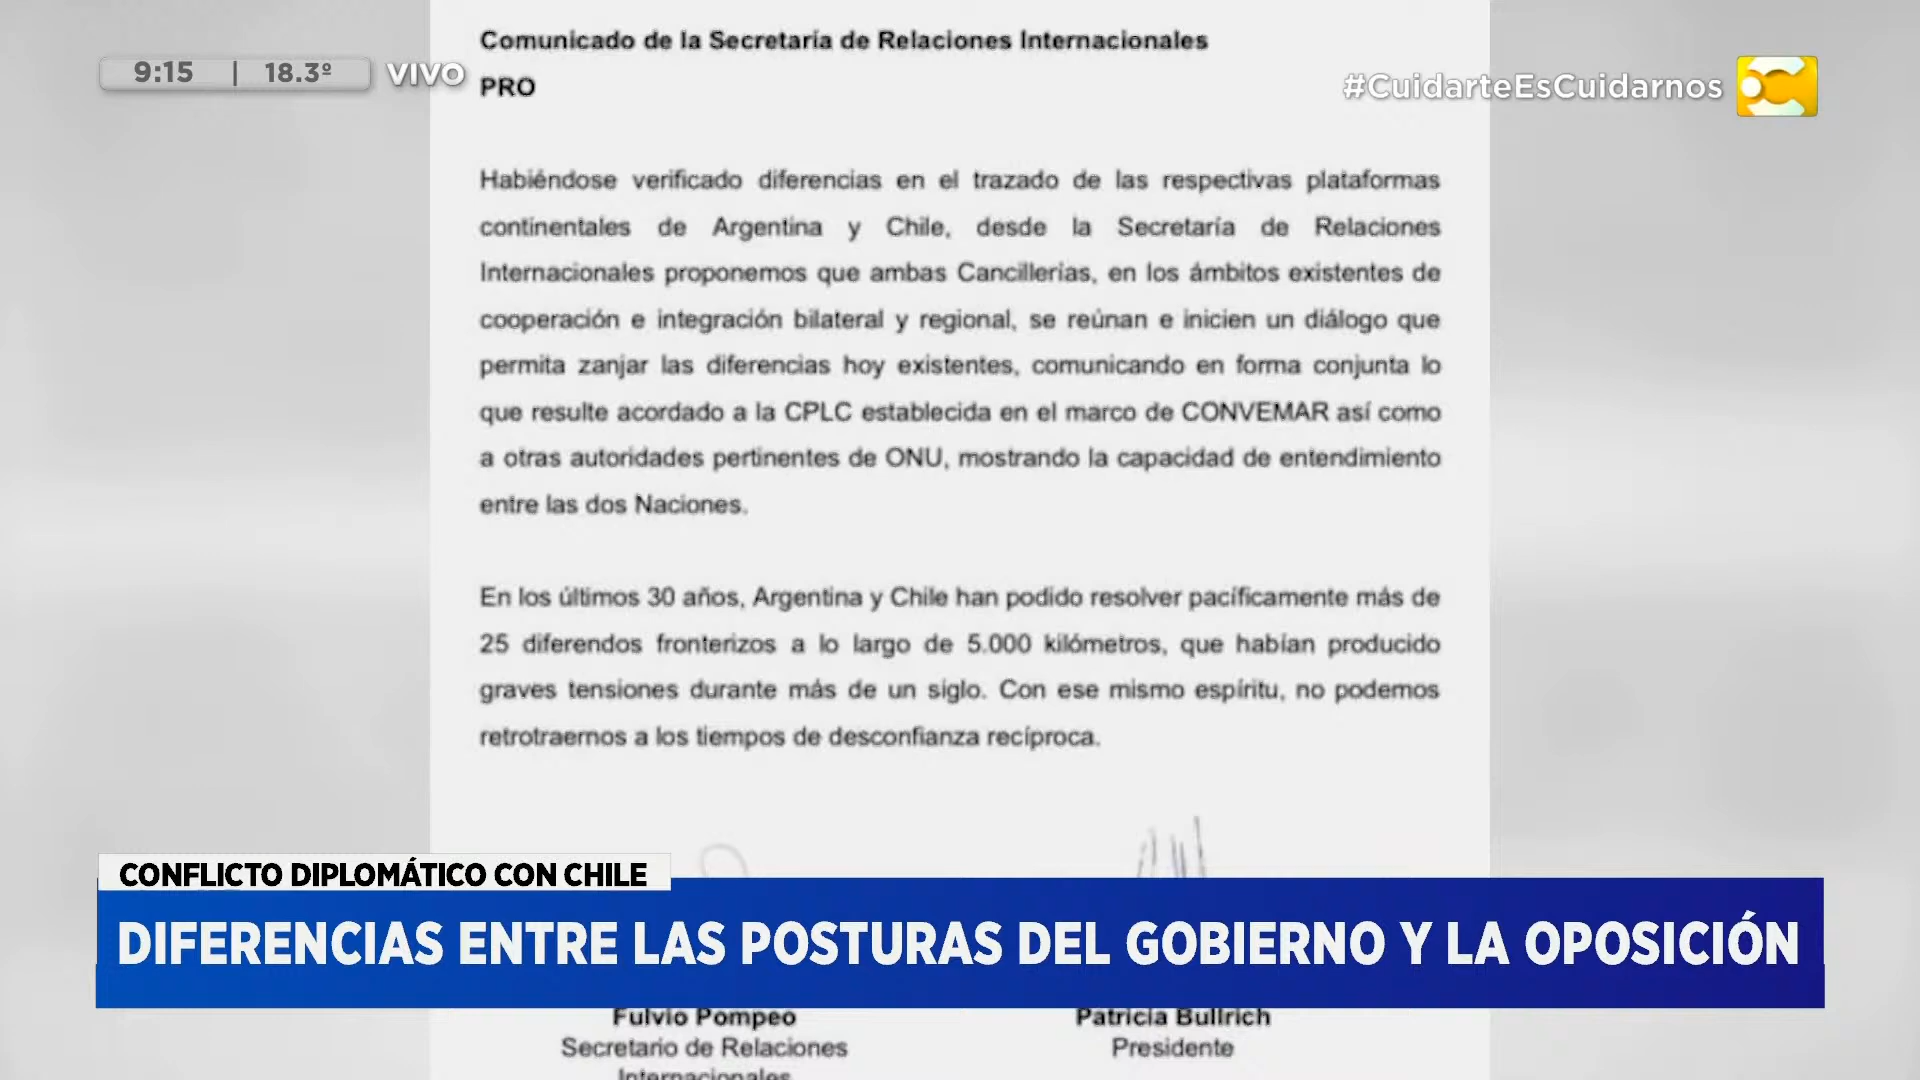 Comunicado de la Secretaría de Relaciones Internacionales
9:15 | 18.3º VIVO
PRO
#CuidarteEsCuidarnos
Habiéndose verificado diferencias en el trazado de las respectivas plataformas
continentales de Argentina y Chile, desde la Secretaría de Relaciones
Internacionales proponemos que ambas Cancillerías, en los ámbitos existentes de
cooperación e integración bilateral y regional, se reúnan e inicien un diálogo que
permita zanjar las diferencias hoy existentes, comunicando en forma conjunta lo
que resulte acordado a la CPLC establecida en el marco de CONVEMAR así como
a otras autoridades pertinentes de ONU, mostrando la capacidad de entendimiento
entre las dos Naciones.
En los últimos 30 años, Argentina y Chile han podido resolver pacíficamente más de
25 diferendos fronterizos a lo largo de 5.000 kilómetros, que habían producido
graves tensiones durante más de un siglo. Con ese mismo espíritu, no podemos
retrotraernos a los tiempos de desconfianza recíproca.
CONFLICTO DIPLOMÁTICO CON CHILE
DIFERENCIAS ENTRE LAS POSTURAS DEL GOBIERNO Y LA OPOSICIÓN
Fulvio Pompeo
Patricia Bullrich
Secretario de Relaciones
Presidente
Internacionales